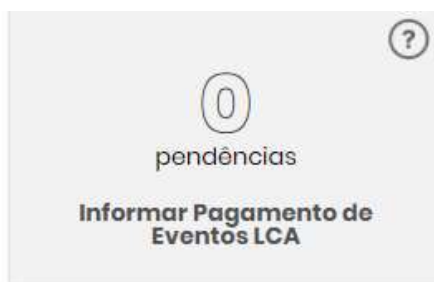 ?
0
pendências
Informar Pagamento de
Eventos LCA